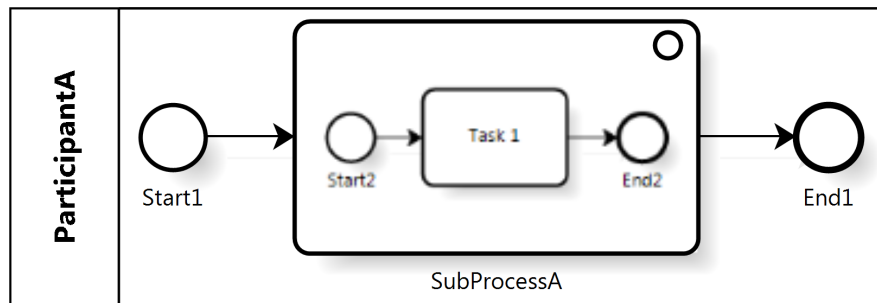 ParticipantA
Start1
Start2
Task 1
End2
End1
SubProcessA